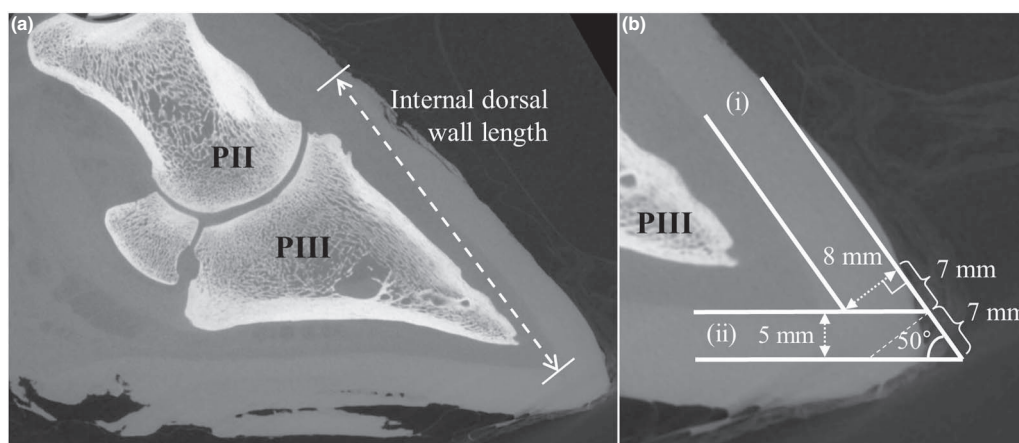 (a)
Internal dorsal
wall length
PII
PIII
(b)
(i)
PIII
8 mm
7 mm
7 mm
(ii)
5 mm
50°